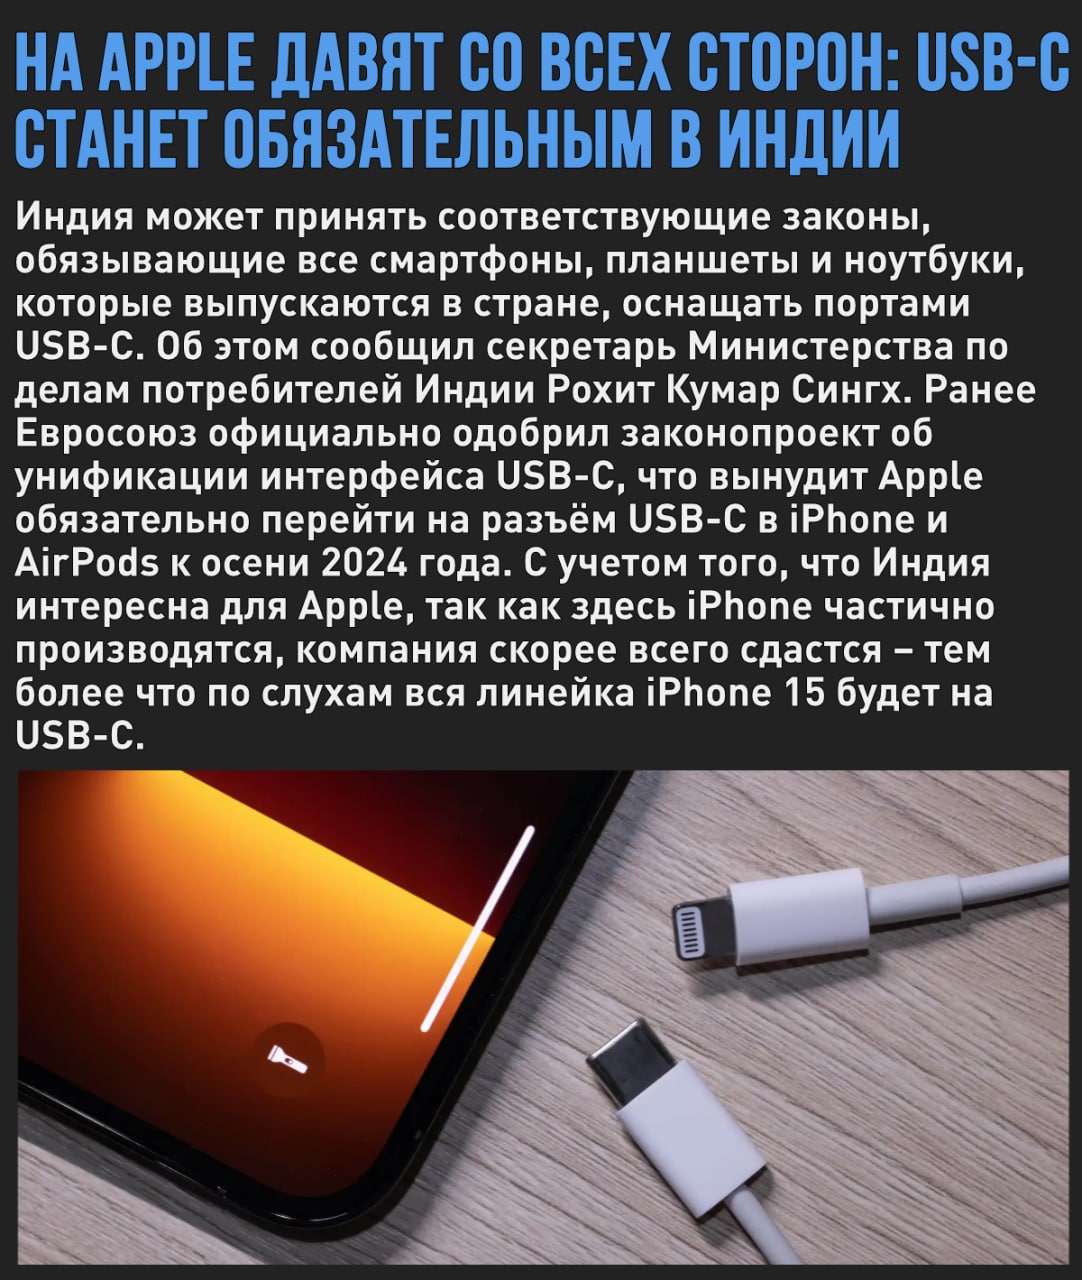 НА APPLE ДАВЯТ СО ВСЕХ СТОРОН: USB-C
СТАНЕТ ОБЯЗАТЕЛЬНЫМ В ИНДИИ
Индия может принять соответствующие законы,
обязывающие все смартфоны, планшеты и ноутбуки,
которые выпускаются в стране, оснащать портами
USB-C. Об этом сообщил секретарь Министерства по
делам потребителей Индии Рохит Кумар Сингх. Ранее
Евросоюз официально одобрил законопроект об
унификации интерфейса USB-C, что вынудит Apple
обязательно перейти на разъём USB-C в iPhone и
AirPods к осени 2024 года. С учетом того, что Индия
интересна для Apple, так как здесь iPhone частично
производятся, компания скорее всего сдастся – тем
более что по слухам вся линейка iPhone 15 будет на
USB-C.